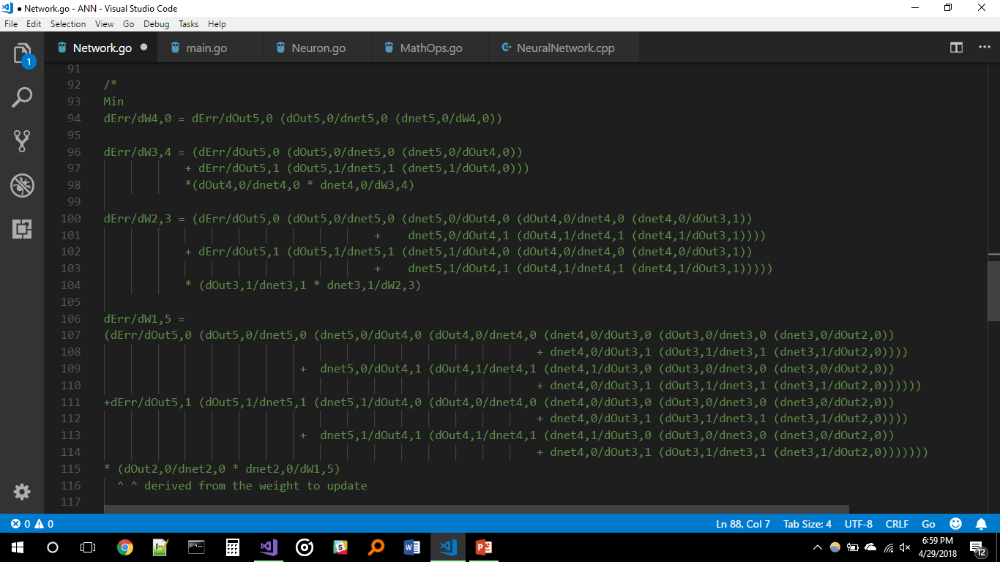 ● Network.go - ANN - Visual Studio Code
File Edit Selection View Go Debug Tasks Help
Network.go ● main.go Neuron.go MathOps.go NeuralNetwork.cpp
1
91
92 /*
93 Min
94 dErr/dW4,0 = dErr/dOut5,0 (dOut5,0/dnet5,0 (dnet5,0/dW4,0))
95
96 dErr/dW3,4 = (dErr/dOut5,0 (dOut5,0/dnet5,0 (dnet5,0/dOut4,0))
97 + dErr/dOut5,1 (dOut5,1/dnet5,1 (dnet5,1/dOut4,0)))
98 *(dOut4,0/dnet4,0 * dnet4,0/dW3,4)
99
100 dErr/dW2,3 = (dErr/dOut5,0 (dOut5,0/dnet5,0 (dnet5,0/dOut4,0 (dOut4,0/dnet4,0 (dnet4,0/dOut3,1))
101 + dnet5,0/dOut4,1 (dOut4,1/dnet4,1 (dnet4,1/dOut3,1))))
102 + dErr/dOut5,1 (dOut5,1/dnet5,1 (dnet5,1/dOut4,0 (dOut4,0/dnet4,0 (dnet4,0/dOut3,1))
103 + dnet5,1/dOut4,1 (dOut4,1/dnet4,1 (dnet4,1/dOut3,1)))))
104 * (dOut3,1/dnet3,1 * dnet3,1/dW2,3)
105
106 dErr/dW1,5 =
107 (dErr/dOut5,0 (dOut5,0/dnet5,0 (dnet5,0/dOut4,0 (dOut4,0/dnet4,0 (dnet4,0/dOut3,0 (dOut3,0/dnet3,0 (dnet3,0/dOut2,0))
108 + dnet4,0/dOut3,1 (dOut3,1/dnet3,1 (dnet3,1/dOut2,0))))
109 + dnet5,0/dOut4,1 (dOut4,1/dnet4,1 (dnet4,1/dOut3,0 (dOut3,0/dnet3,0 (dnet3,0/dOut2,0))
110 + dnet4,0/dOut3,1 (dOut3,1/dnet3,1 (dnet3,1/dOut2,0))))))
111 +dErr/dOut5,1 (dOut5,1/dnet5,1 (dnet5,1/dOut4,0 (dOut4,0/dnet4,0 (dnet4,0/dOut3,0 (dOut3,0/dnet3,0 (dnet3,0/dOut2,0))
112 + dnet4,0/dOut3,1 (dOut3,1/dnet3,1 (dnet3,1/dOut2,0))))
113 + dnet5,1/dOut4,1 (dOut4,1/dnet4,1 (dnet4,1/dOut3,0 (dOut3,0/dnet3,0 (dnet3,0/dOut2,0))
114 + dnet4,0/dOut3,1 (dOut3,1/dnet3,1 (dnet3,1/dOut2,0)))))))
115 * (dOut2,0/dnet2,0 * dnet2,0/dW1,5)
116 ^ ^ derived from the weight to update
117
0 0 Ln 88, Col 7 Tab Size: 4 UTF-8 CRLF Go
6:59 PM
4/29/2018
12